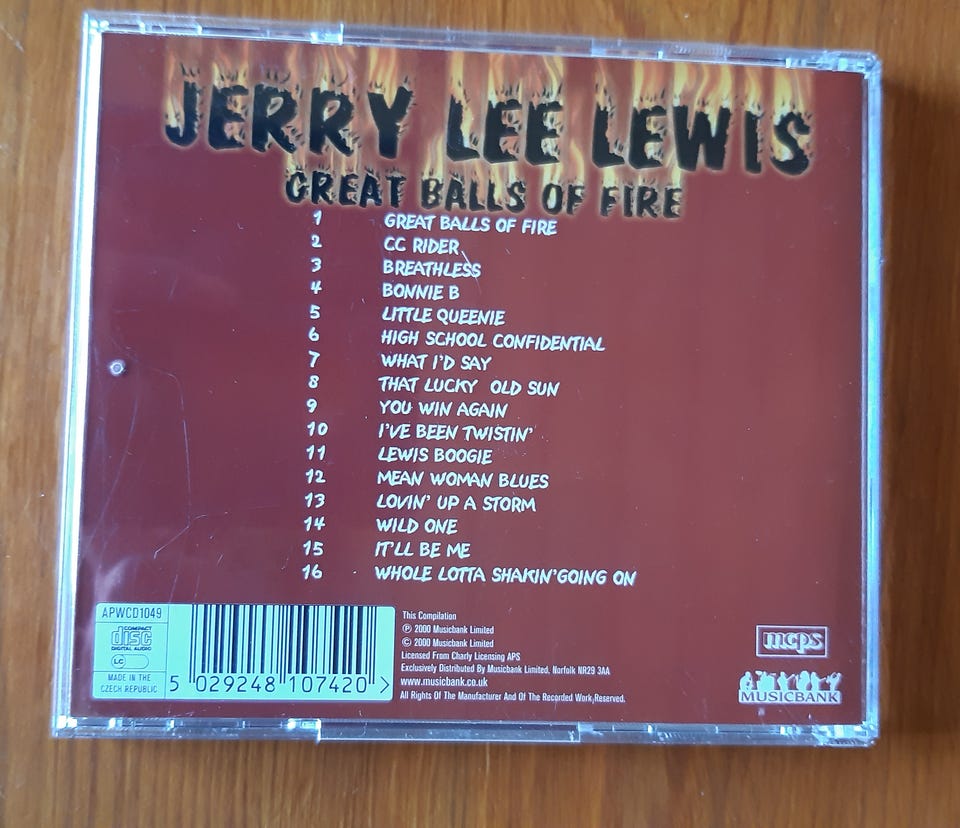 JERRY LEE LEWIS
GREAT BALLS OF FIRE
1 GREAT BALLS OF FIRE
2 CC RIDER
3 BREATHLESS
4 BONNIE B
5 LITTLE QUEENIE
6 HIGH SCHOOL CONFIDENTIAL
7 WHAT I'D SAY
8 THAT LUCKY OLD SUN
9 YOU WIN AGAIN
10 I'VE BEEN TWISTIN'
11 LEWIS BOOGIE
12 MEAN WOMAN BLUES
13 LOVIN' UP A STORM
14 WILD ONE
15 IT'LL BE ME
16 WHOLE LOTTA SHAKIN'GOING ON
APWCD1049
COMPACT
disc
DIGITAL AUDIO
LC
MADE IN THE
CZECH REPUBLIC
5 029248 107420 >
This Compilation
℗ 2000 Musicbank Limited
© 2000 Musicbank Limited
Licensed From Charly Licensing APS
Exclusively Distributed By Musicbank Limited, Norfolk NR29 3AA
www.musicbank.co.uk
All Rights Of The Manufacturer And Of The Recorded Work Reserved.
mcps
MUSICBANK